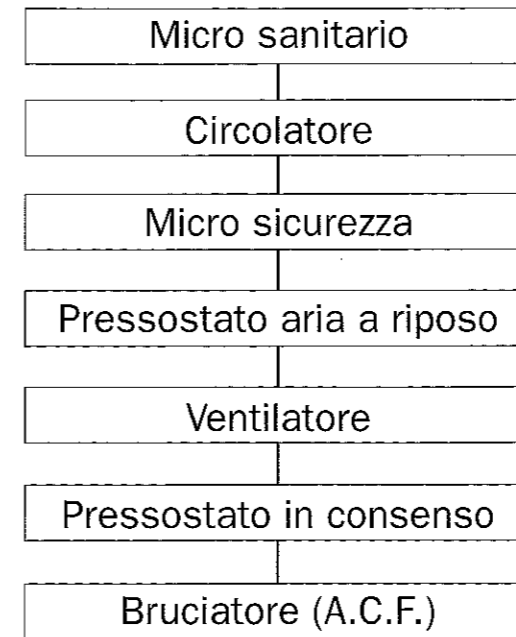 Micro sanitario
Circolatore
Micro sicurezza
Pressostato aria a riposo
Ventilatore
Pressostato in consenso
Bruciatore (A.C.F.)